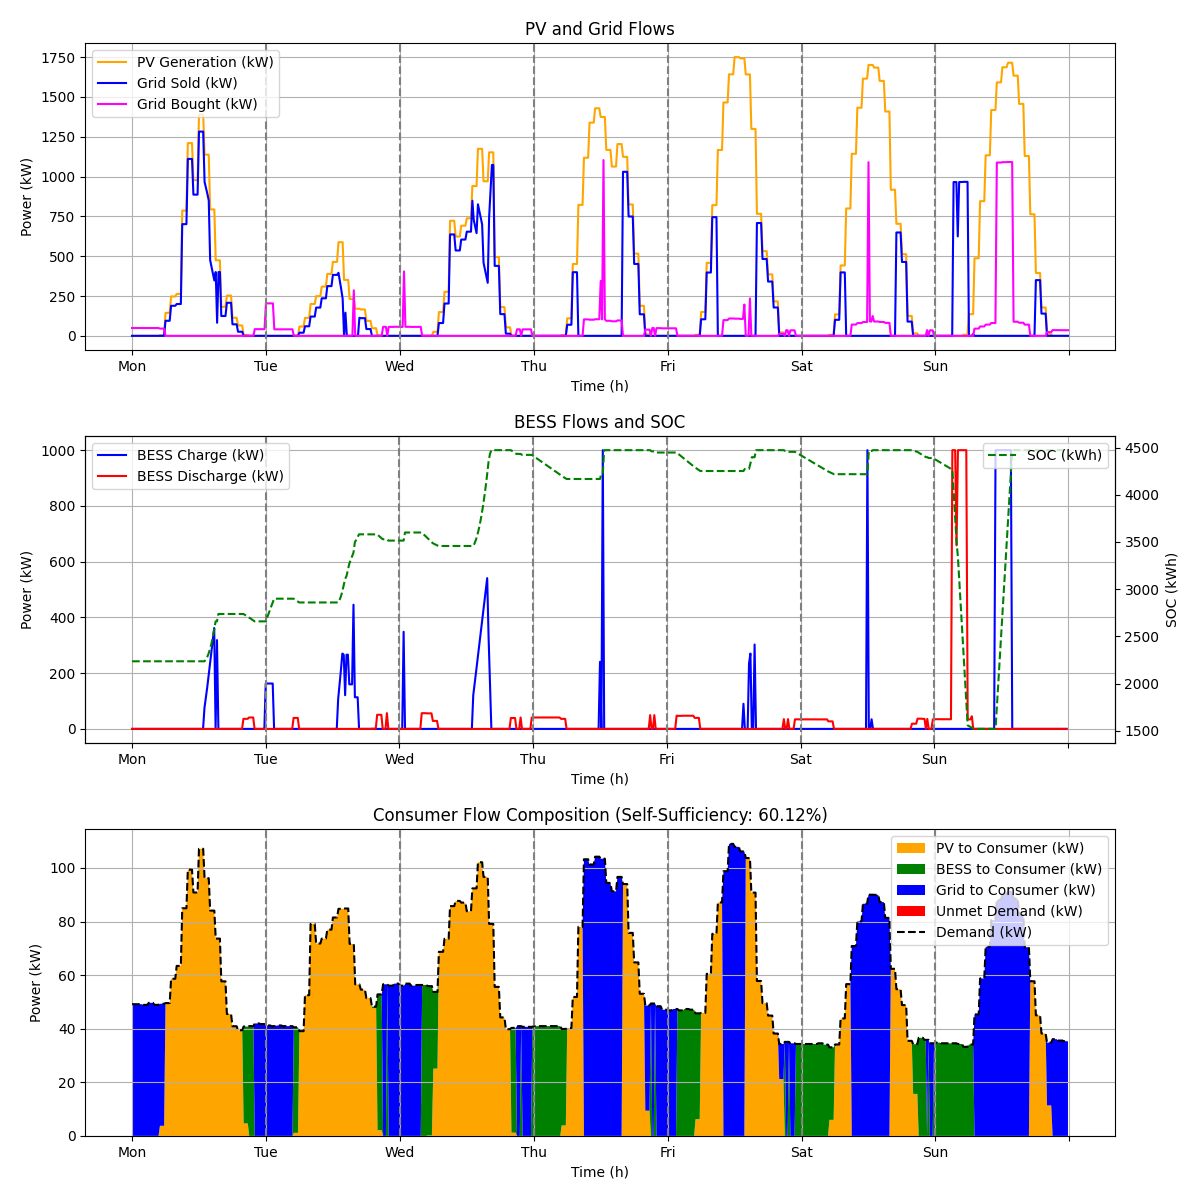 PV and Grid Flows
PV Generation (kW)
Grid Sold (kW)
Grid Bought (kW)
1750
1500
1250
1000
750
500
250
0
Power (kW)
Mon Tue Wed Thu Fri Sat Sun
Time (h)
BESS Flows and SOC
BESS Charge (kW)
BESS Discharge (kW)
SOC (kWh)
1000
800
600
400
200
0
Power (kW)
4500
4000
3500
3000
2500
2000
1500
SOC (kWh)
Mon Tue Wed Thu Fri Sat Sun
Time (h)
Consumer Flow Composition (Self-Sufficiency: 60.12%)
PV to Consumer (kW)
BESS to Consumer (kW)
Grid to Consumer (kW)
Unmet Demand (kW)
Demand (kW)
100
80
60
40
20
0
Power (kW)
Mon Tue Wed Thu Fri Sat Sun
Time (h)